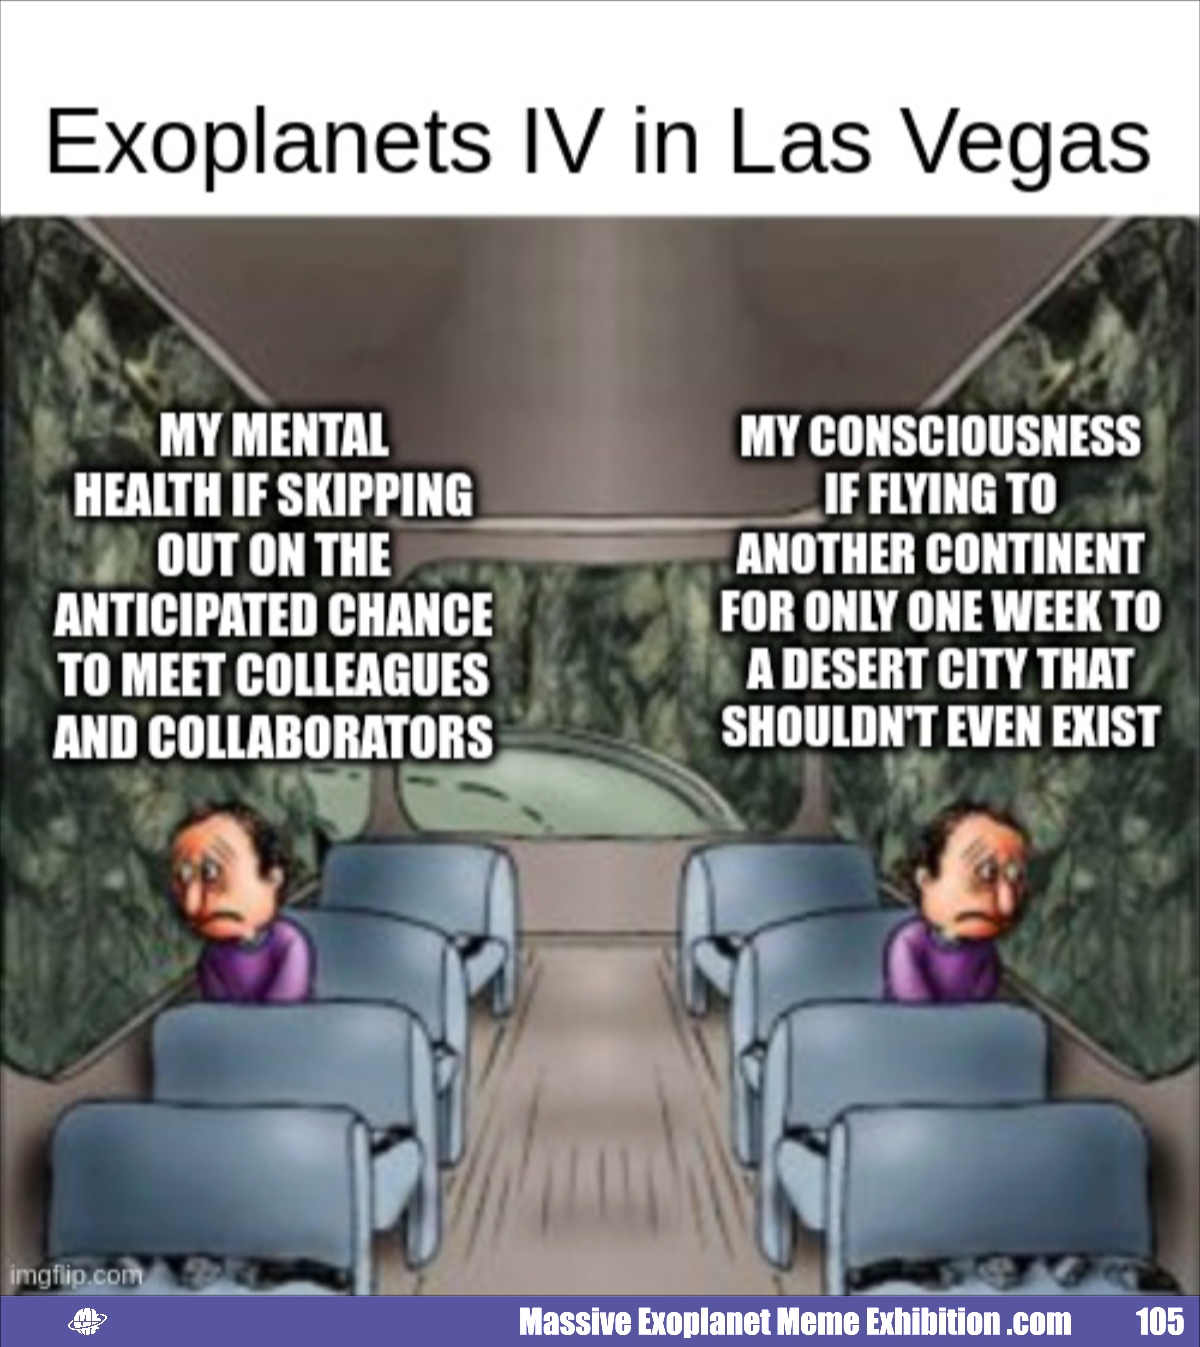 Exoplanets IV in Las Vegas
MY MENTAL
HEALTH IF SKIPPING
OUT ON THE
ANTICIPATED CHANCE
TO MEET COLLEAGUES
AND COLLABORATORS
MY CONSCIOUSNESS
IF FLYING TO
ANOTHER CONTINENT
FOR ONLY ONE WEEK TO
A DESERT CITY THAT
SHOULDN'T EVEN EXIST
imgflip.com
Massive Exoplanet Meme Exhibition .com 105